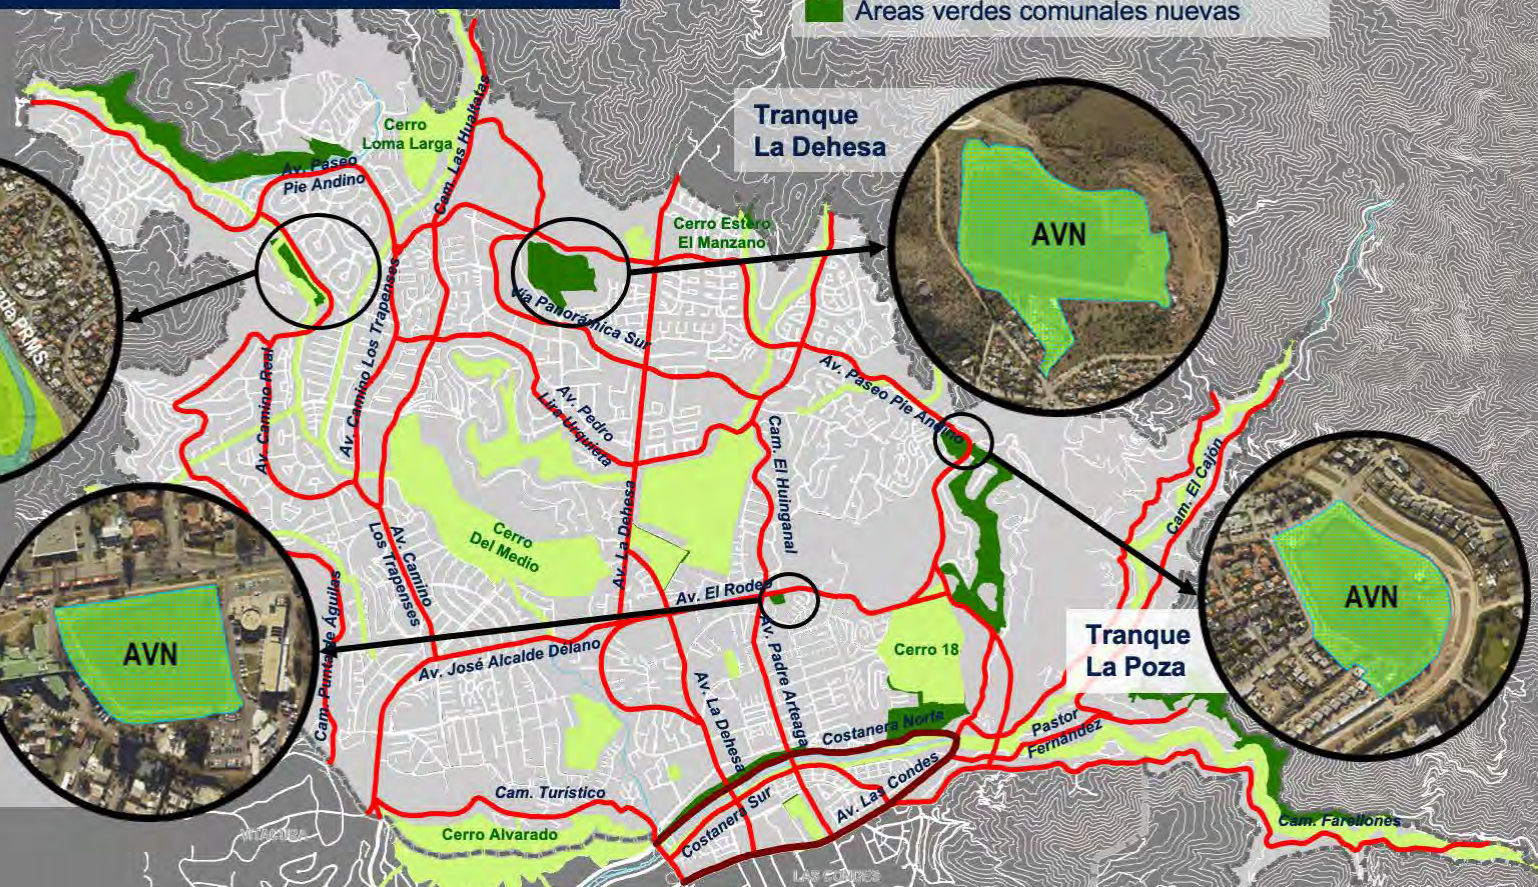 Áreas verdes comunales nuevas
Tranque
La Dehesa
Cerro
Loma Larga
Cam. Las Hualtatas
Av. Paseo
Pie Andino
Cerro Estero
El Manzano
AVN
Vía Panorámica Sur
PRMS
Av. Camino Real
Av. Camino Los Trapenses
Av. Pedro
Lira Urquieta
Av. Paseo Pie Andino
Cam. El Huinganal
Cam. El Cajón
Cerro
Del Medio
Av. La Dehesa
Av. Camino
Los Trapenses
AVN
Av. El Rodeo
Cam. Punta de Águilas
AVN
Av. José Alcalde Délano
Av. Padre Arteaga
Cerro 18
Tranque
La Poza
Av. La Dehesa
Costanera Norte
Pastor
Fernández
Cam. Turístico
Costanera Sur
Av. Las Condes
Cerro Alvarado
Cam. Farellones
VITACURA
LAS CONDES